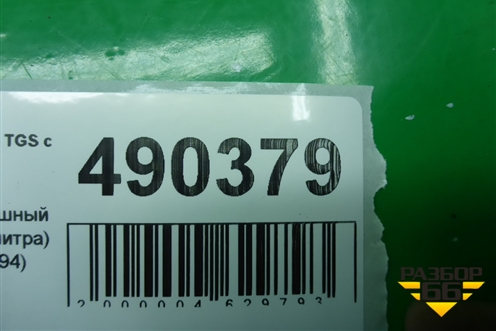 TGS с
490379
шный
итра)
94)
2000004629793
РАЗБОР
66